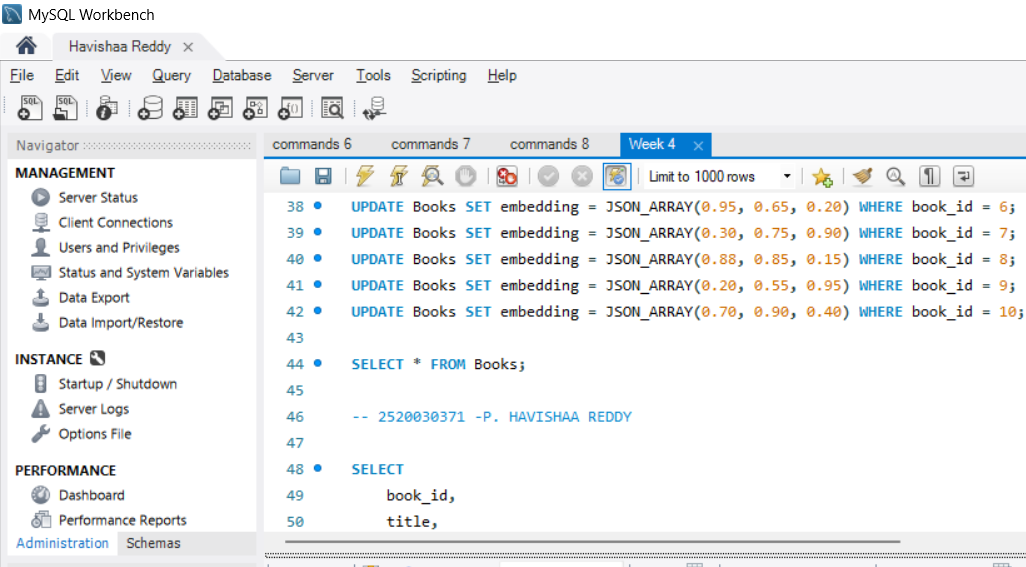 MySQL Workbench
Havishaa Reddy
File Edit View Query Database Server Tools Scripting Help
Navigator
MANAGEMENT
Server Status
Client Connections
Users and Privileges
Status and System Variables
Data Export
Data Import/Restore
INSTANCE
Startup / Shutdown
Server Logs
Options File
PERFORMANCE
Dashboard
Performance Reports
Administration Schemas
commands 6 commands 7 commands 8 Week 4
Limit to 1000 rows
38 UPDATE Books SET embedding = JSON_ARRAY(0.95, 0.65, 0.20) WHERE book_id = 6;
39 UPDATE Books SET embedding = JSON_ARRAY(0.30, 0.75, 0.90) WHERE book_id = 7;
40 UPDATE Books SET embedding = JSON_ARRAY(0.88, 0.85, 0.15) WHERE book_id = 8;
41 UPDATE Books SET embedding = JSON_ARRAY(0.20, 0.55, 0.95) WHERE book_id = 9;
42 UPDATE Books SET embedding = JSON_ARRAY(0.70, 0.90, 0.40) WHERE book_id = 10;
43
44 SELECT * FROM Books;
45
46 -- 2520030371 -P. HAVISHAA REDDY
47
48 SELECT
49 book_id,
50 title,